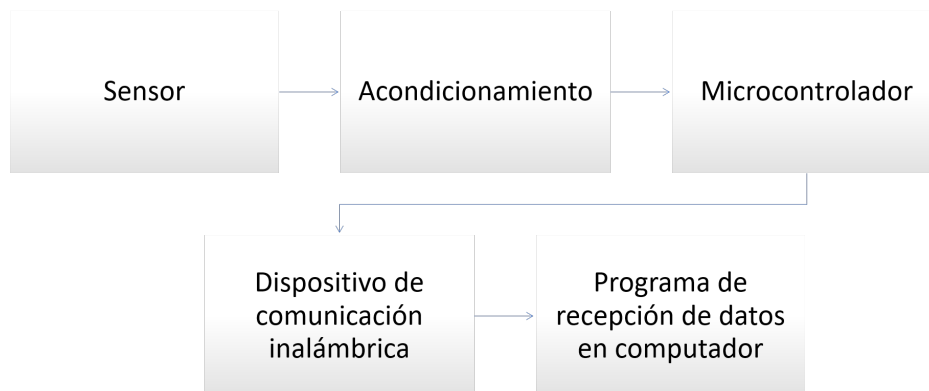 Sensor
Acondicionamiento
Microcontrolador
Dispositivo de
comunicación
inalámbrica
Programa de
recepción de datos
en computador